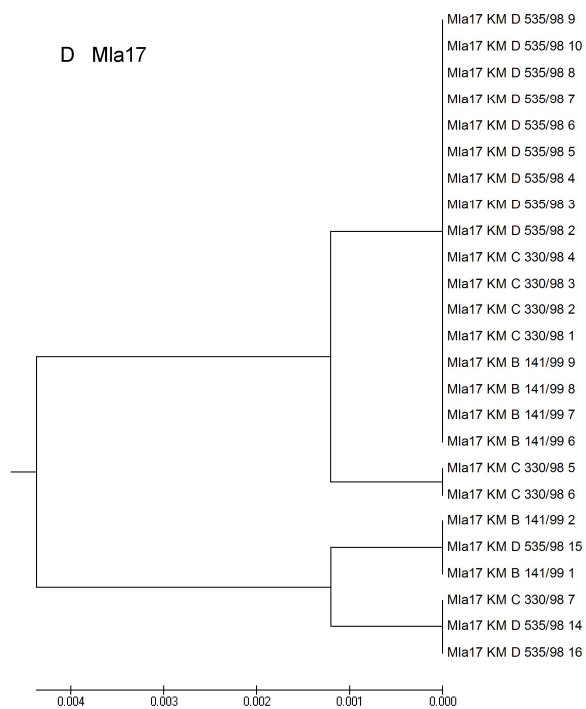 D Mla17
Mla17 KM D 535/98 9
Mla17 KM D 535/98 10
Mla17 KM D 535/98 8
Mla17 KM D 535/98 7
Mla17 KM D 535/98 6
Mla17 KM D 535/98 5
Mla17 KM D 535/98 4
Mla17 KM D 535/98 3
Mla17 KM D 535/98 2
Mla17 KM C 330/98 4
Mla17 KM C 330/98 3
Mla17 KM C 330/98 2
Mla17 KM C 330/98 1
Mla17 KM B 141/99 9
Mla17 KM B 141/99 8
Mla17 KM B 141/99 7
Mla17 KM B 141/99 6
Mla17 KM C 330/98 5
Mla17 KM C 330/98 6
Mla17 KM B 141/99 2
Mla17 KM D 535/98 15
Mla17 KM B 141/99 1
Mla17 KM C 330/98 7
Mla17 KM D 535/98 14
Mla17 KM D 535/98 16
0.004 0.003 0.002 0.001 0.000